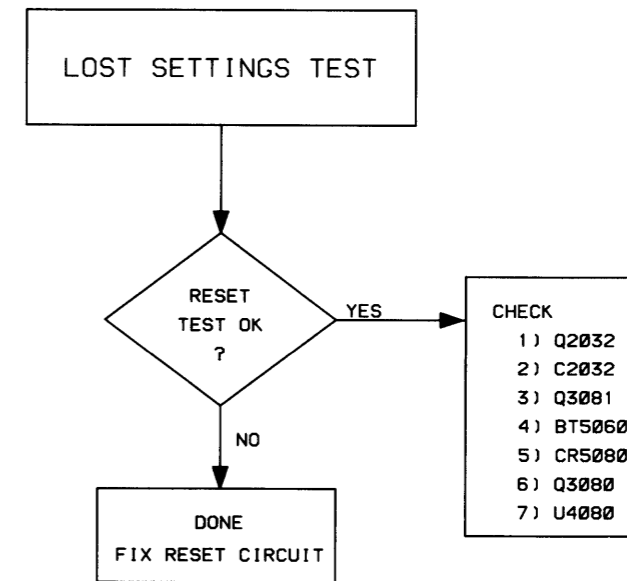 LOST SETTINGS TEST
RESET
TEST OK
?
YES
NO
CHECK
1) Q2032
2) C2032
3) Q3081
4) BT5060
5) CR5080
6) Q3080
7) U4080
DONE
FIX RESET CIRCUIT